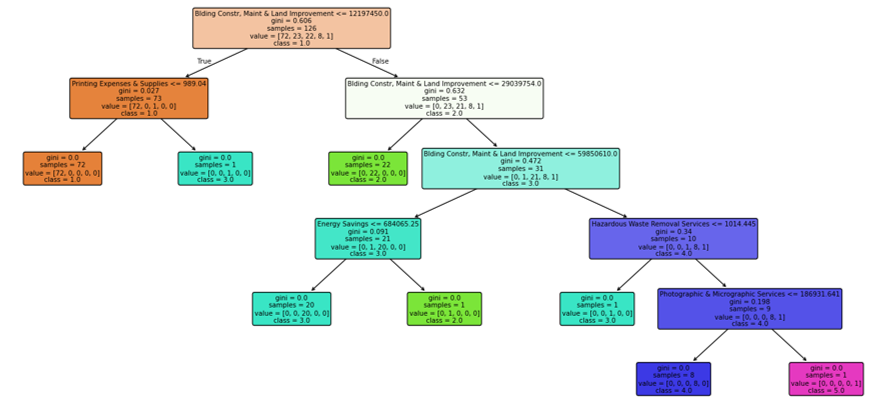 Blding Constr, Maint & Land Improvement <= 12197450.0
gini = 0.606
samples = 126
value = [72, 23, 22, 8, 1]
class = 1.0
True
False
Printing Expenses & Supplies <= 989.04
gini = 0.027
samples = 73
value = [72, 0, 1, 0, 0]
class = 1.0
Blding Constr, Maint & Land Improvement <= 29039754.0
gini = 0.632
samples = 53
value = [0, 23, 21, 8, 1]
class = 2.0
gini = 0.0
samples = 72
value = [72, 0, 0, 0, 0]
class = 1.0
gini = 0.0
samples = 1
value = [0, 0, 1, 0, 0]
class = 3.0
gini = 0.0
samples = 22
value = [0, 22, 0, 0, 0]
class = 2.0
Blding Constr, Maint & Land Improvement <= 59850610.0
gini = 0.472
samples = 31
value = [0, 1, 21, 8, 1]
class = 3.0
Energy Savings <= 684065.25
gini = 0.091
samples = 21
value = [0, 1, 20, 0, 0]
class = 3.0
Hazardous Waste Removal Services <= 1014.445
gini = 0.34
samples = 10
value = [0, 0, 1, 8, 1]
class = 4.0
gini = 0.0
samples = 20
value = [0, 0, 20, 0, 0]
class = 3.0
gini = 0.0
samples = 1
value = [0, 1, 0, 0, 0]
class = 2.0
gini = 0.0
samples = 1
value = [0, 0, 1, 0, 0]
class = 3.0
Photographic & Micrographic Services <= 186931.641
gini = 0.198
samples = 9
value = [0, 0, 0, 8, 1]
class = 4.0
gini = 0.0
samples = 8
value = [0, 0, 0, 8, 0]
class = 4.0
gini = 0.0
samples = 1
value = [0, 0, 0, 0, 1]
class = 5.0